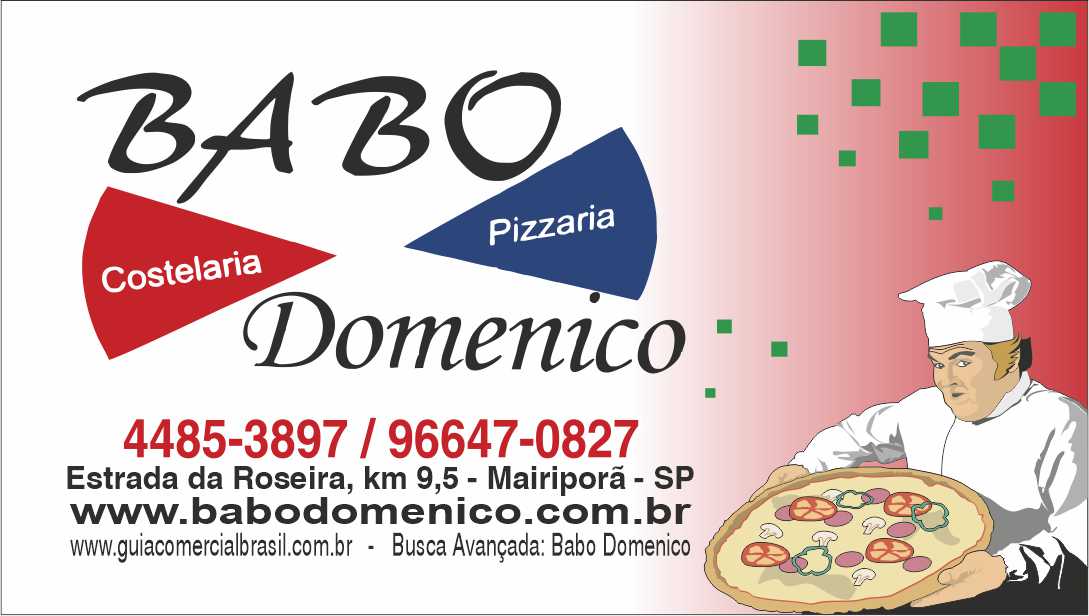 BABO
Costelaria
Pizzaria
Domenico
4485-3897 / 96647-0827
Estrada da Roseira, km 9,5 - Mairiporã - SP
www.babodomenico.com.br
www.guiacomercialbrasil.com.br - Busca Avançada: Babo Domenico